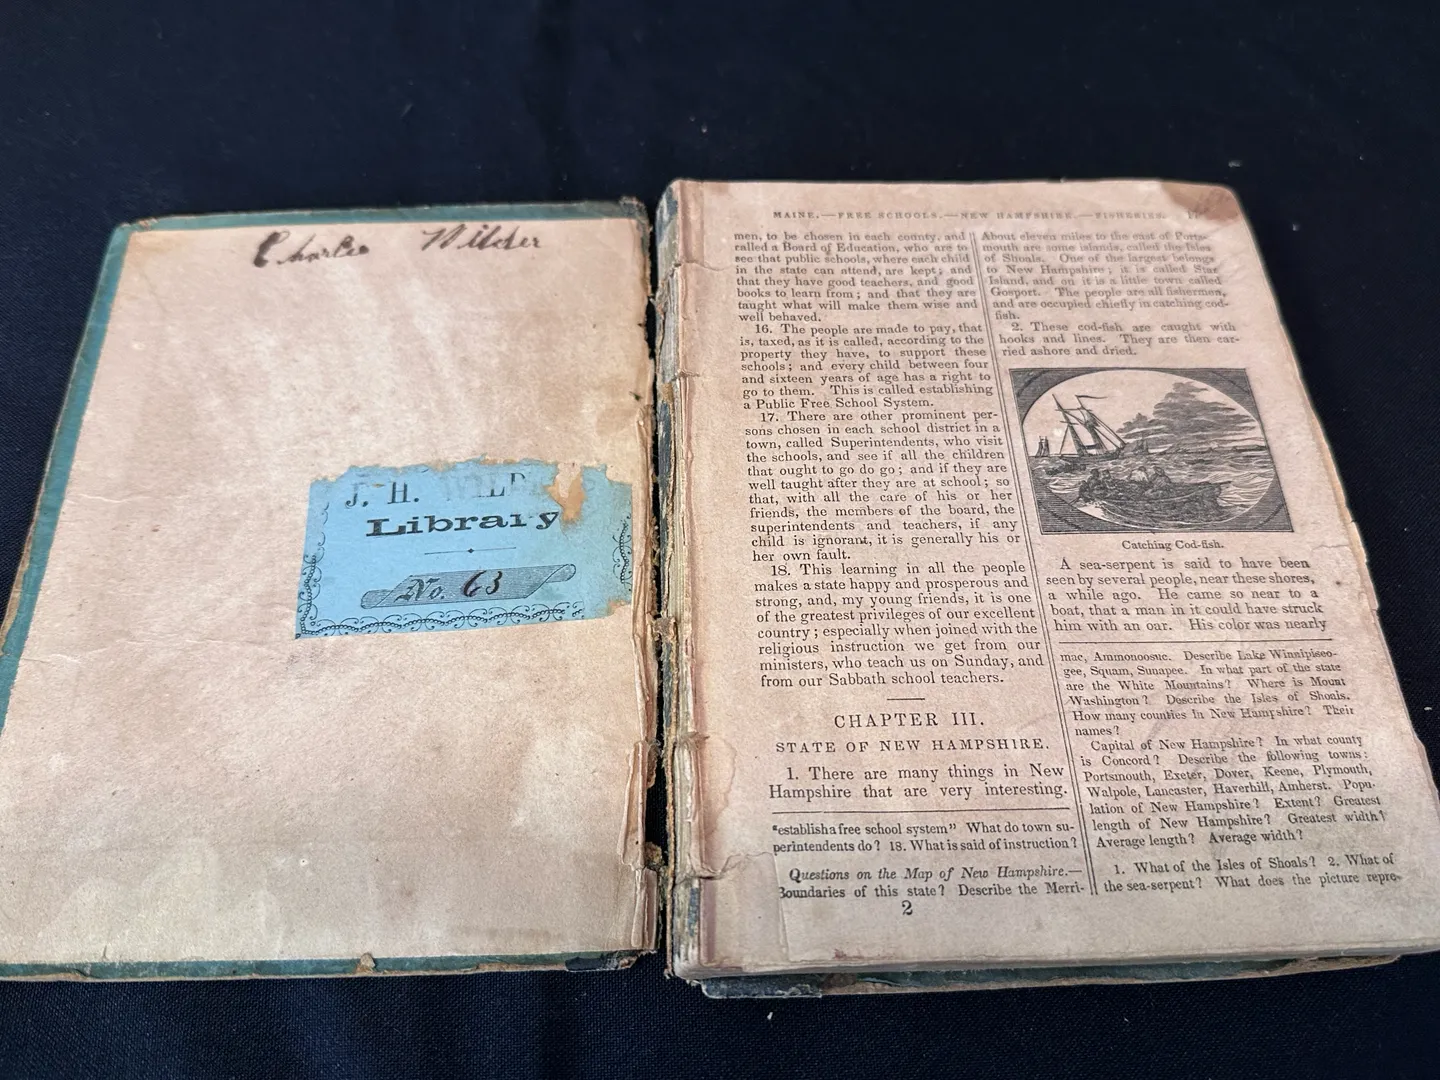 Charles Wilder
J. H. WILD
Library
No. 63
MAINE.—FREE SCHOOLS.—NEW HAMPSHIRE.—FISHERIES.
men, to be chosen in each county, and
called a Board of Education, who are to
see that public schools, where each child
in the state can attend, are kept; and
that they have good teachers, and good
books to learn from; and that they are
taught what will make them wise and
well behaved.
16. The people are made to pay, that
is, taxed, as it is called, according to the
property they have, to support these
schools; and every child between four
and sixteen years of age has a right to
go to them. This is called establishing
a Public Free School System.
17. There are other prominent per-
sons chosen in each school district in a
town, called Superintendents, who visit
the schools, and see if all the children
that ought to go do go; and if they are
well taught after they are at school; so
that, with all the care of his or her
friends, the members of the board, the
superintendents and teachers, if any
child is ignorant, it is generally his or
her own fault.
18. This learning in all the people
makes a state happy and prosperous and
strong, and, my young friends, it is one
of the greatest privileges of our excellent
country; especially when joined with the
religious instruction we get from our
ministers, who teach us on Sunday, and
from our Sabbath school teachers.
CHAPTER III.
STATE OF NEW HAMPSHIRE.
1. There are many things in New
Hampshire that are very interesting.
"establish a free school system" What do town su-
perintendents do? 18. What is said of instruction?
Questions on the Map of New Hampshire.—
Boundaries of this state? Describe the Merri-
2
About eleven miles to the east of Ports-
mouth are some islands, called the Isles
of Shoals. One of the largest belongs
to New Hampshire; it is called Star
Island, and on it is a little town called
Gosport. The people are all fishermen,
and are occupied chiefly in catching cod-
fish.
2. These cod-fish are caught with
hooks and lines. They are then car-
ried ashore and dried.
Catching Cod-fish.
A sea-serpent is said to have been
seen by several people, near these shores,
a while ago. He came so near to a
boat, that a man in it could have struck
him with an oar. His color was nearly
mac, Ammonoosuc. Describe Lake Winnipiseo-
gee, Squam, Sunapee. In what part of the state
are the White Mountains? Where is Mount
Washington? Describe the Isles of Shoals.
How many counties in New Hampshire? Their
names?
Capital of New Hampshire? In what county
is Concord? Describe the following towns:
Portsmouth, Exeter, Dover, Keene, Plymouth,
Walpole, Lancaster, Haverhill, Amherst. Popu-
lation of New Hampshire? Extent? Greatest
length of New Hampshire? Greatest width?
Average length? Average width?
1. What of the Isles of Shoals? 2. What of
the sea-serpent? What does the picture repre-